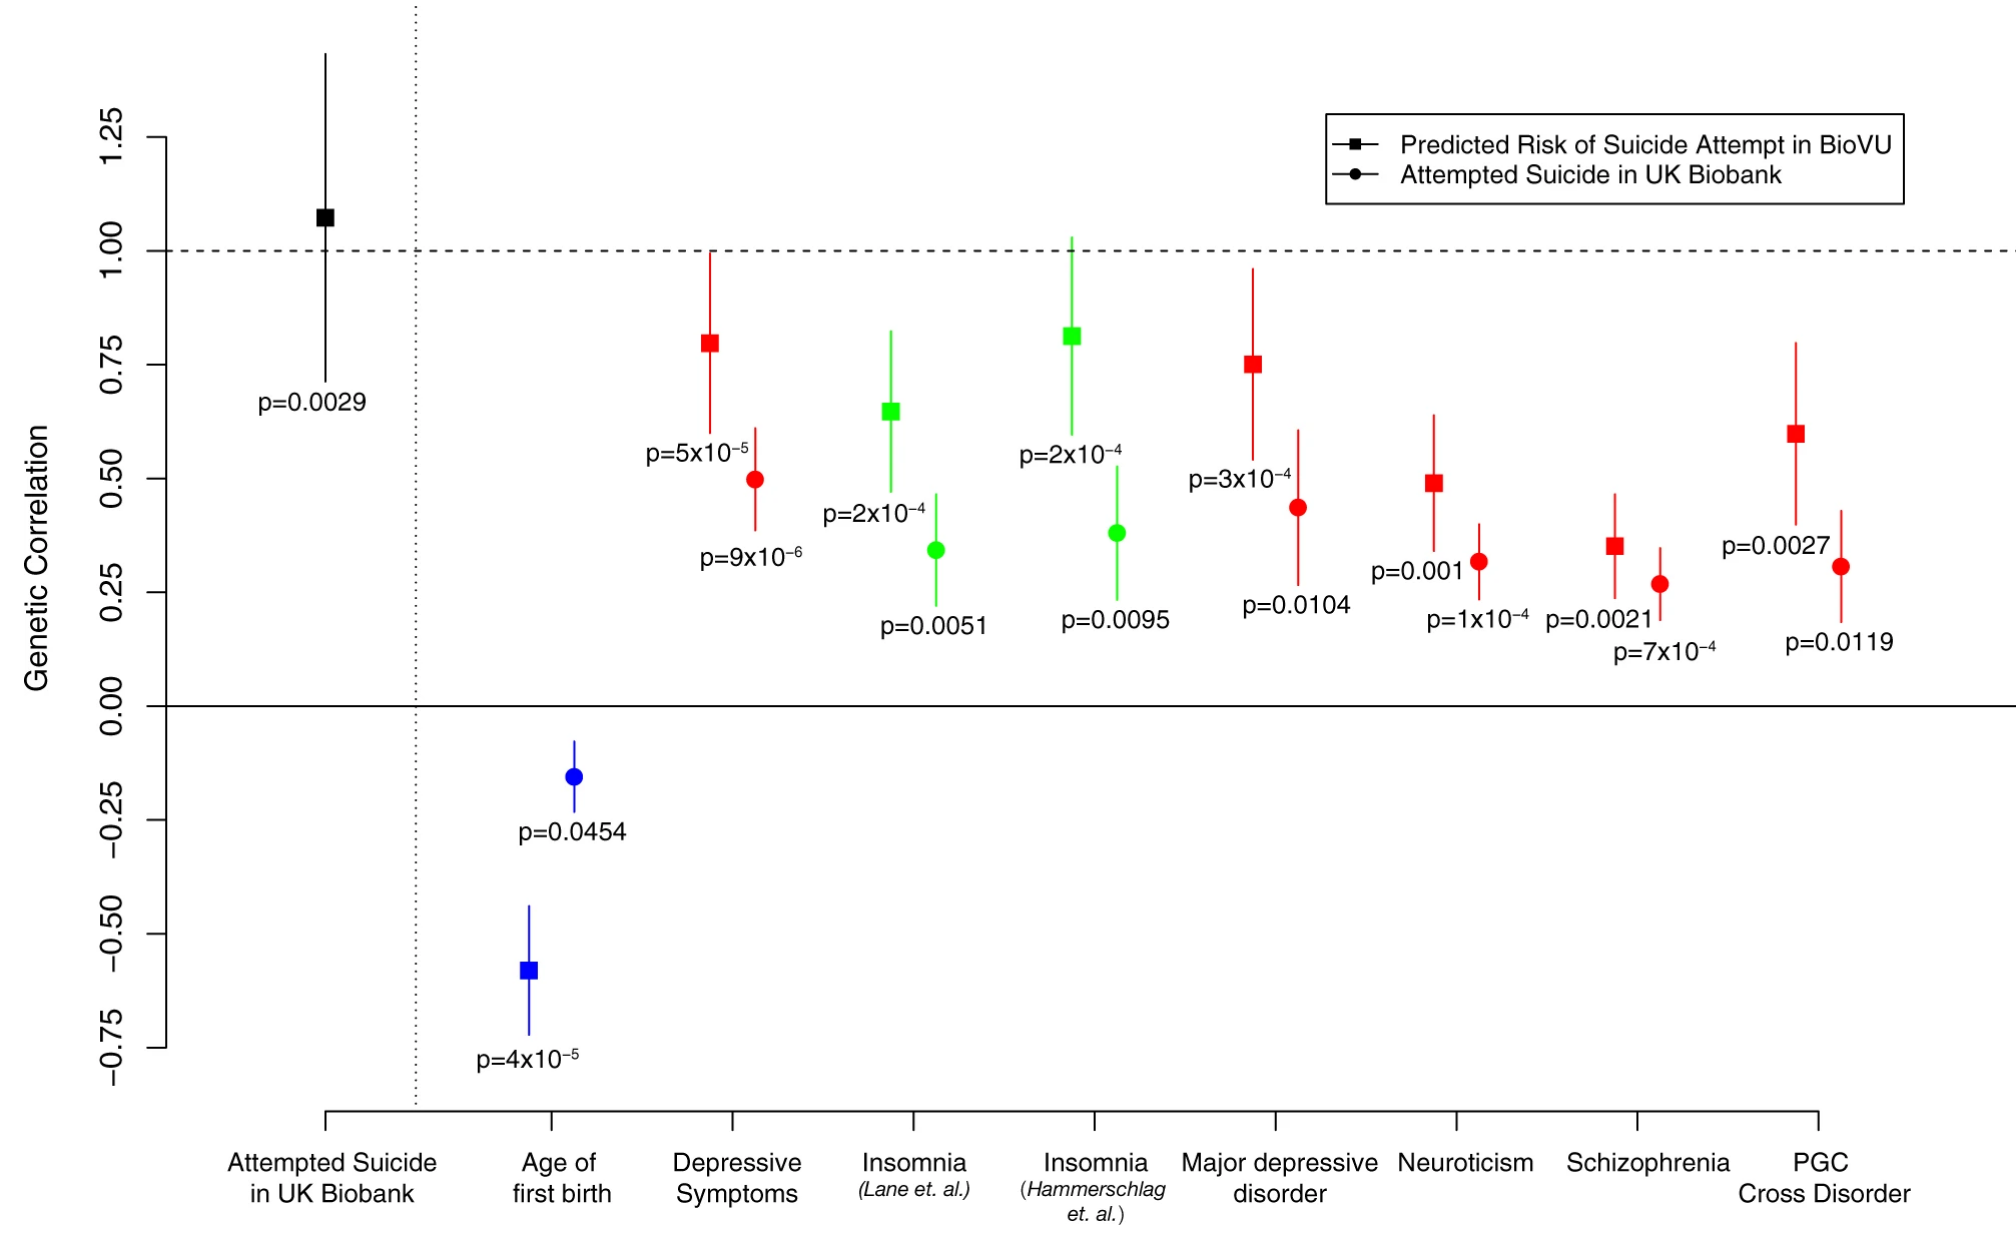 Genetic Correlation
1.25
1.00
0.75
0.50
0.25
0.00
−0.25
−0.50
−0.75
Predicted Risk of Suicide Attempt in BioVU
Attempted Suicide in UK Biobank
p=0.0029
p=0.0454
p=4x10⁻⁵
p=5x10⁻⁵
p=9x10⁻⁶
p=2x10⁻⁴
p=0.0051
p=2x10⁻⁴
p=0.0095
p=3x10⁻⁴
p=0.0104
p=0.001
p=1x10⁻⁴
p=0.0021
p=7x10⁻⁴
p=0.0027
p=0.0119
Attempted Suicide
in UK Biobank
Age of
first birth
Depressive
Symptoms
Insomnia
(Lane et. al.)
Insomnia
(Hammerschlag
et. al.)
Major depressive
disorder
Neuroticism
Schizophrenia
PGC
Cross Disorder